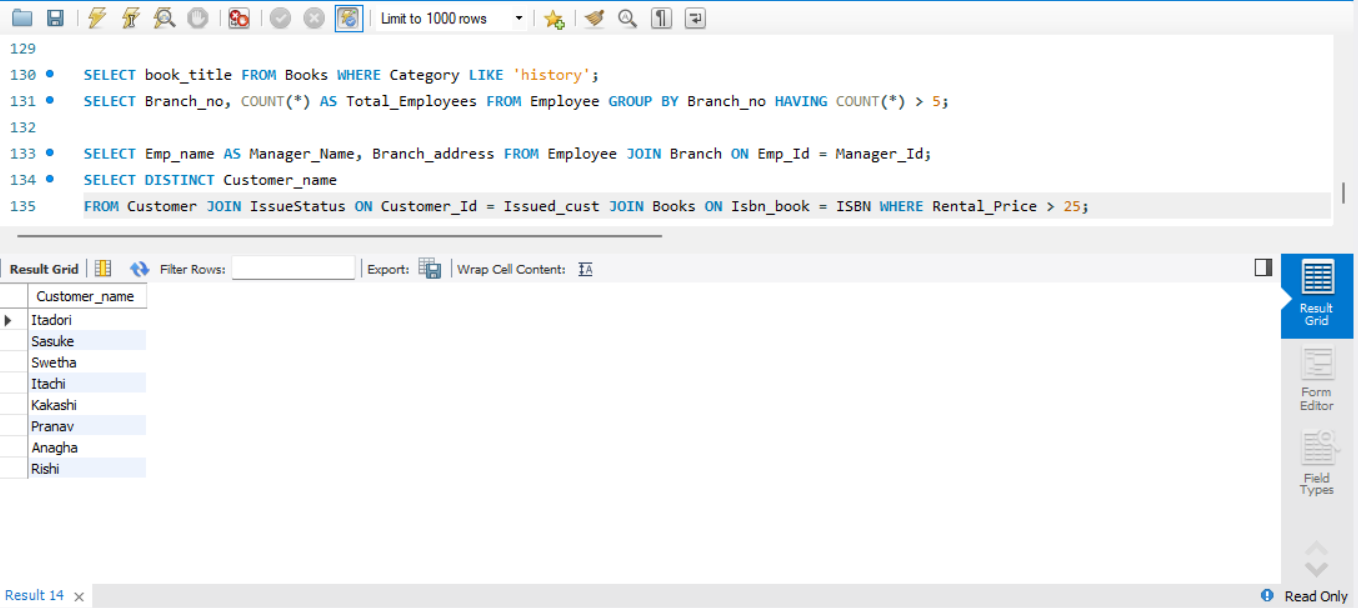 Limit to 1000 rows
129
130 SELECT book_title FROM Books WHERE Category LIKE 'history';
131 SELECT Branch_no, COUNT(*) AS Total_Employees FROM Employee GROUP BY Branch_no HAVING COUNT(*) > 5;
132
133 SELECT Emp_name AS Manager_Name, Branch_address FROM Employee JOIN Branch ON Emp_Id = Manager_Id;
134 SELECT DISTINCT Customer_name
135 FROM Customer JOIN IssueStatus ON Customer_Id = Issued_cust JOIN Books ON Isbn_book = ISBN WHERE Rental_Price > 25;
Result Grid Filter Rows: Export: Wrap Cell Content: IA
Customer_name
Itadori
Sasuke
Swetha
Itachi
Kakashi
Pranav
Anagha
Rishi
Result
Grid
Form
Editor
Field
Types
Result 14 Read Only